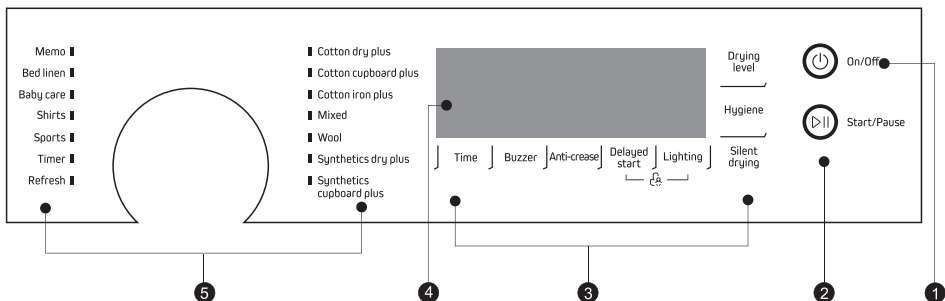 Memo
Bed linen
Baby care
Shirts
Sports
Timer
Refresh
Cotton dry plus
Cotton cupboard plus
Cotton iron plus
Mixed
Wool
Synthetics dry plus
Synthetics
cupboard plus
Time
Buzzer
Anti-crease
Delayed
start
Lighting
Drying
level
Hygiene
Silent
drying
On/Off
Start/Pause
5
4
3
2
1